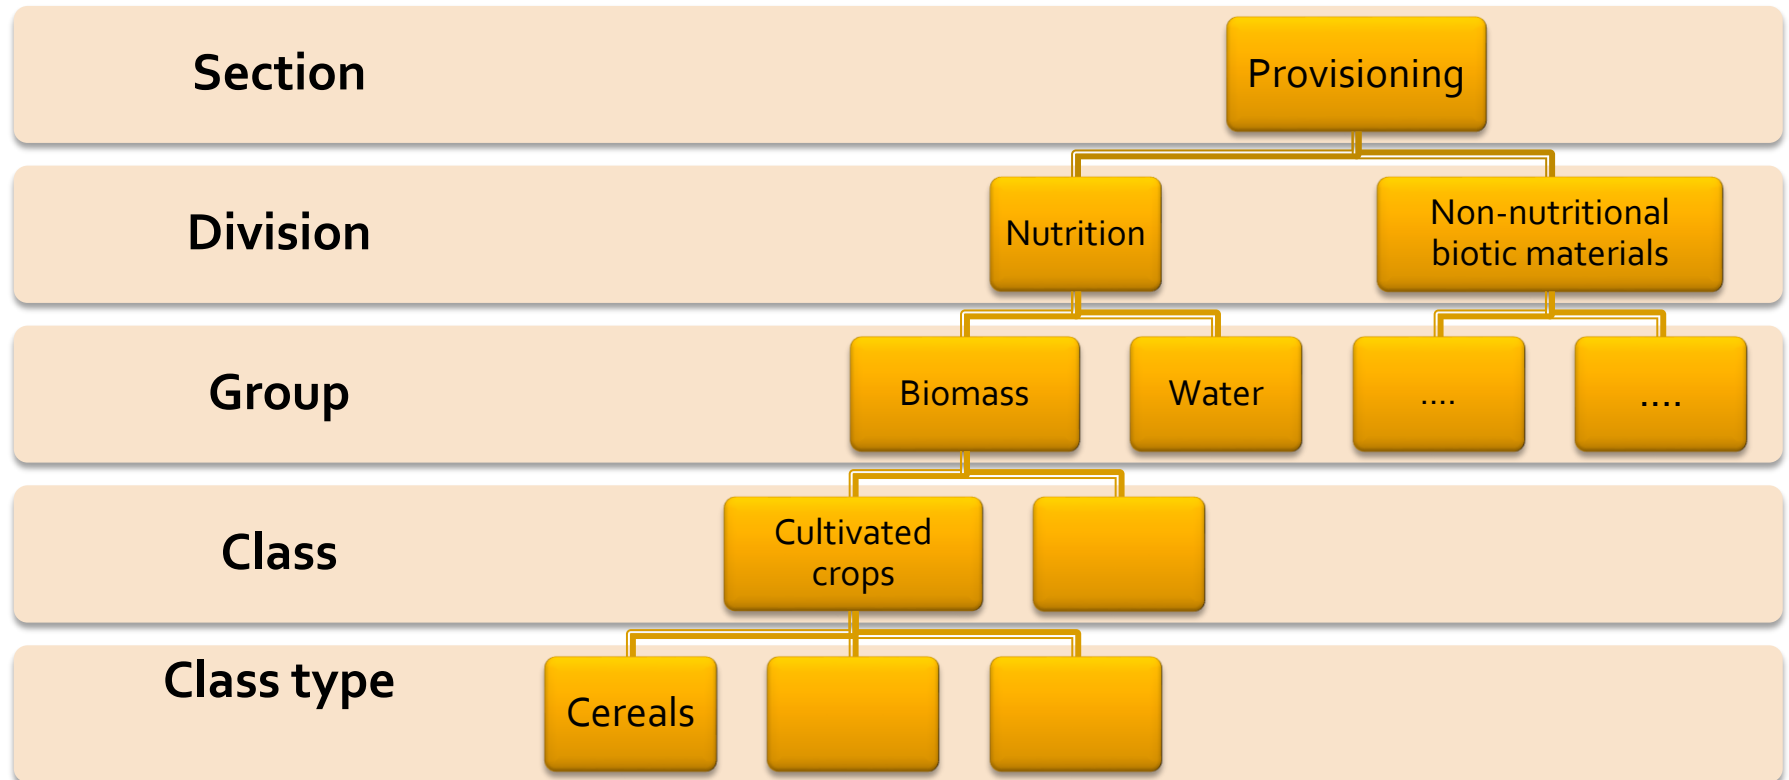 Section
Provisioning
Division
Nutrition
Non-nutritional
biotic materials
Group
Biomass
Water
....
....
Class
Cultivated
crops
Class type
Cereals